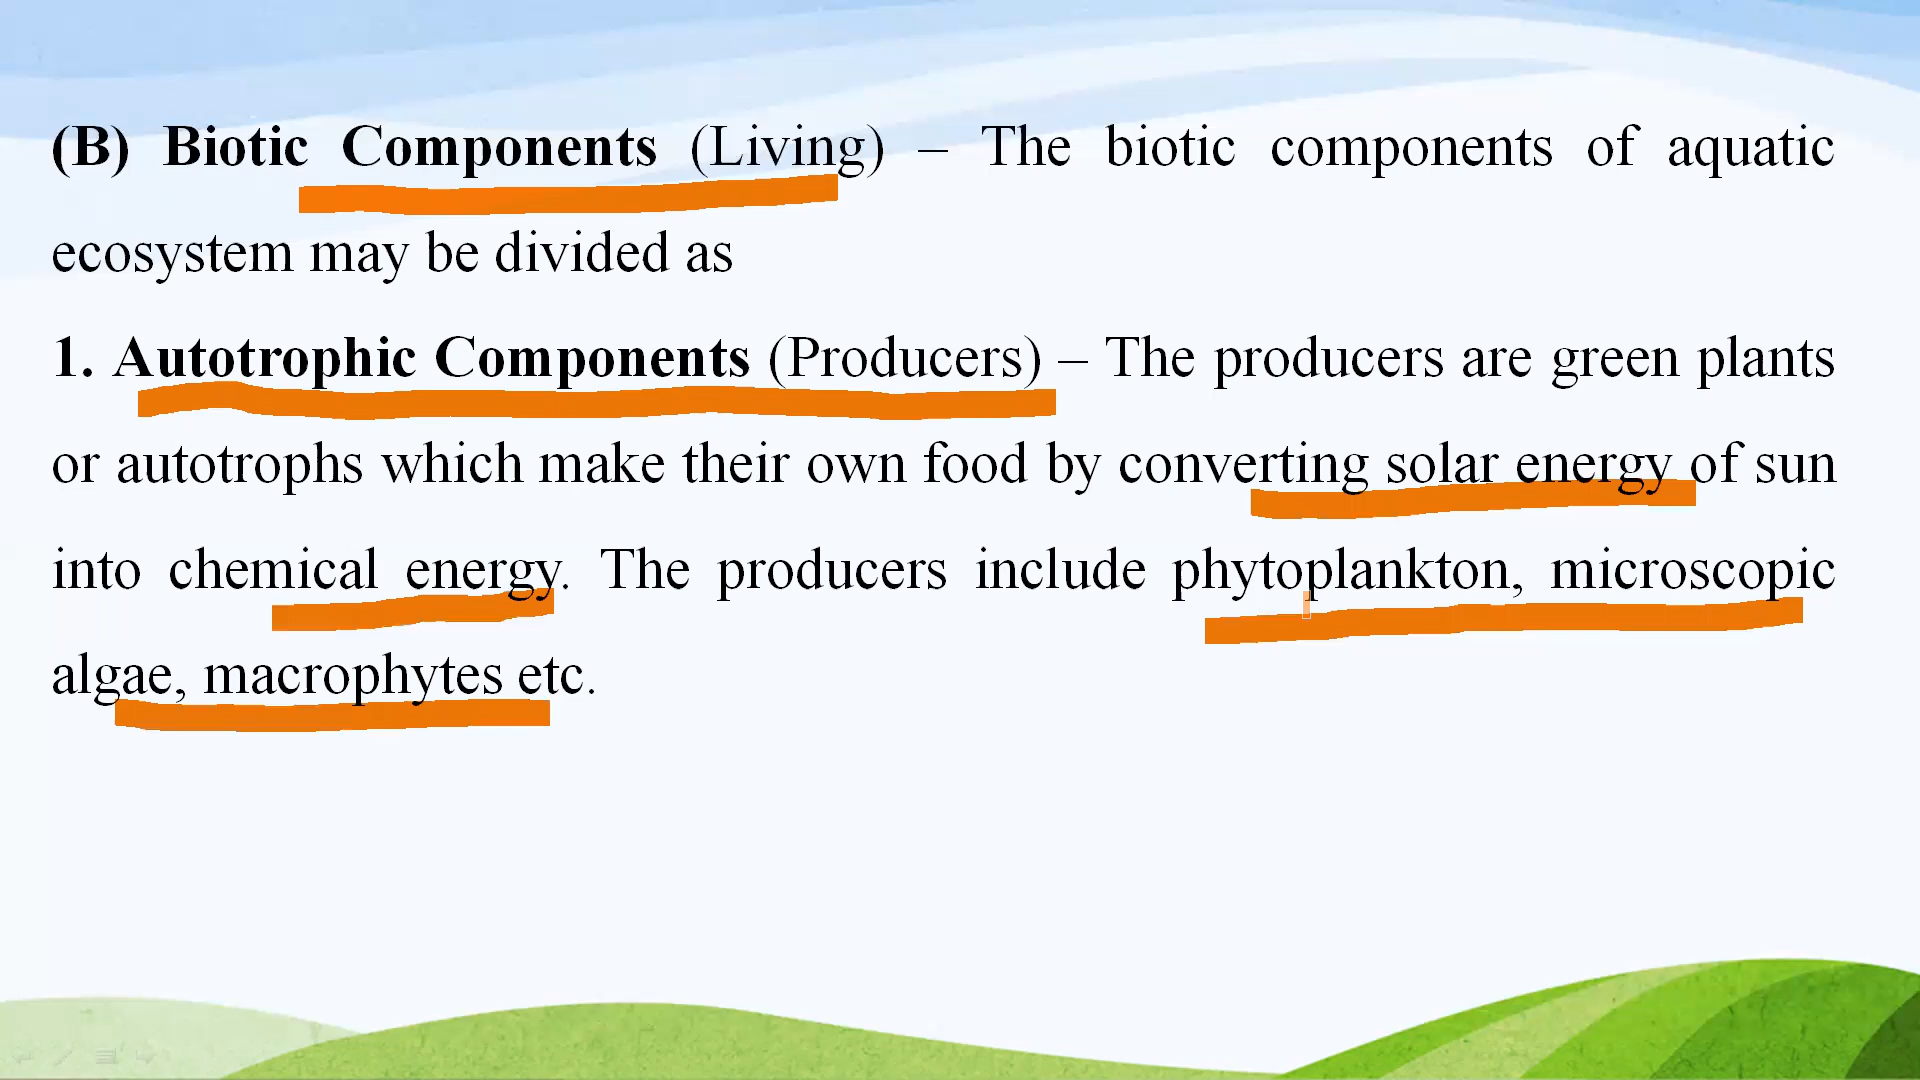 (B) Biotic Components (Living) – The biotic components of aquatic
ecosystem may be divided as
1. Autotrophic Components (Producers) – The producers are green plants
or autotrophs which make their own food by converting solar energy of sun
into chemical energy. The producers include phytoplankton, microscopic
algae, macrophytes etc.